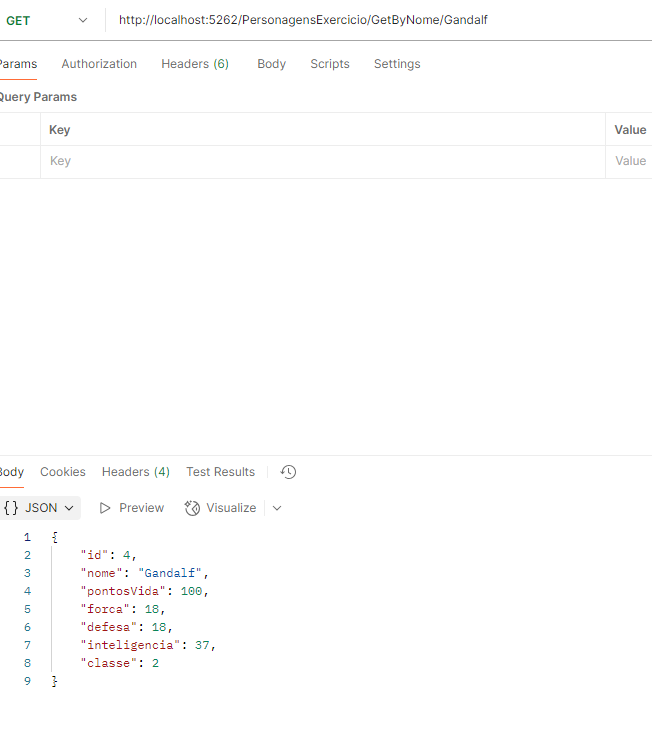 GET http://localhost:5262/PersonagensExercicio/GetByNome/Gandalf
Params Authorization Headers (6) Body Scripts Settings
Query Params
Key Value
Key Value
Body Cookies Headers (4) Test Results
{} JSON Preview Visualize
1 {
2 "id": 4,
3 "nome": "Gandalf",
4 "pontosVida": 100,
5 "forca": 18,
6 "defesa": 18,
7 "inteligencia": 37,
8 "classe": 2
9 }